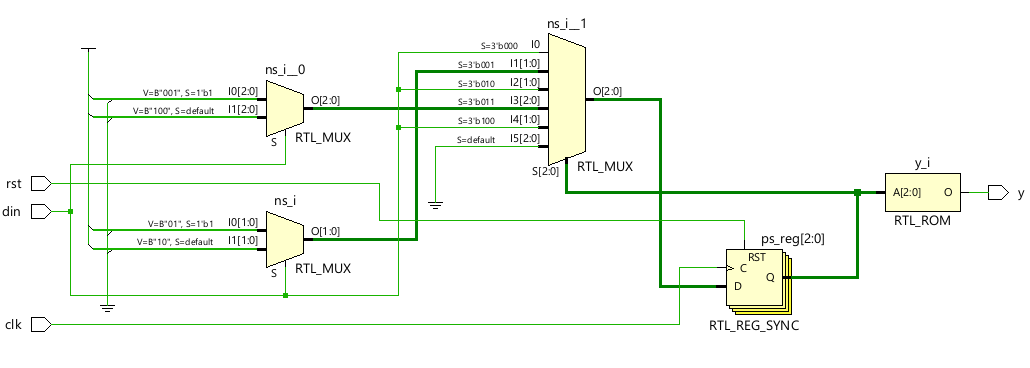 ns_i__1
S=3'b000 I0
S=3'b001 I1[1:0]
S=3'b010 I2[1:0]
S=3'b011 I3[2:0]
S=3'b100 I4[1:0]
S=default I5[2:0]
S[2:0]
O[2:0]
RTL_MUX
ns_i__0
V=B"001", S=1'b1 I0[2:0]
V=B"100", S=default I1[2:0]
S
O[2:0]
RTL_MUX
rst
din
ns_i
V=B"01", S=1'b1 I0[1:0]
V=B"10", S=default I1[1:0]
S
O[1:0]
RTL_MUX
clk
y_i
A[2:0] O
RTL_ROM
y
ps_reg[2:0]
RST
C
Q
D
RTL_REG_SYNC